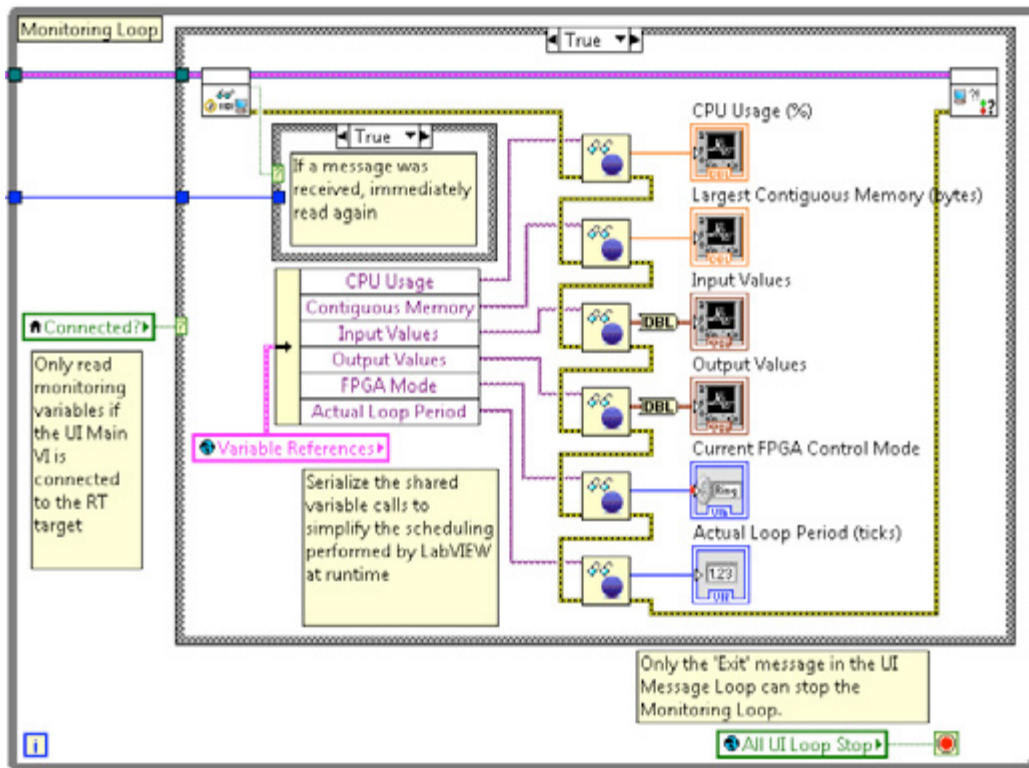 Monitoring Loop
True
True
If a message was
received, immediately
read again
CPU Usage (%)
Largest Contiguous Memory (bytes)
Input Values
Output Values
Current FPGA Control Mode
Actual Loop Period (ticks)
CPU Usage
Contiguous Memory
Input Values
Output Values
FPGA Mode
Actual Loop Period
DBL
DBL
Ring
1.23
Connected?
Only read
monitoring
variables if
the UI Main
VI is
connected
to the RT
target
Variable References
Serialize the shared
variable calls to
simplify the scheduling
performed by LabVIEW
at runtime
Only the 'Exit' message in the UI
Message Loop can stop the
Monitoring Loop.
All UI Loop Stop
i